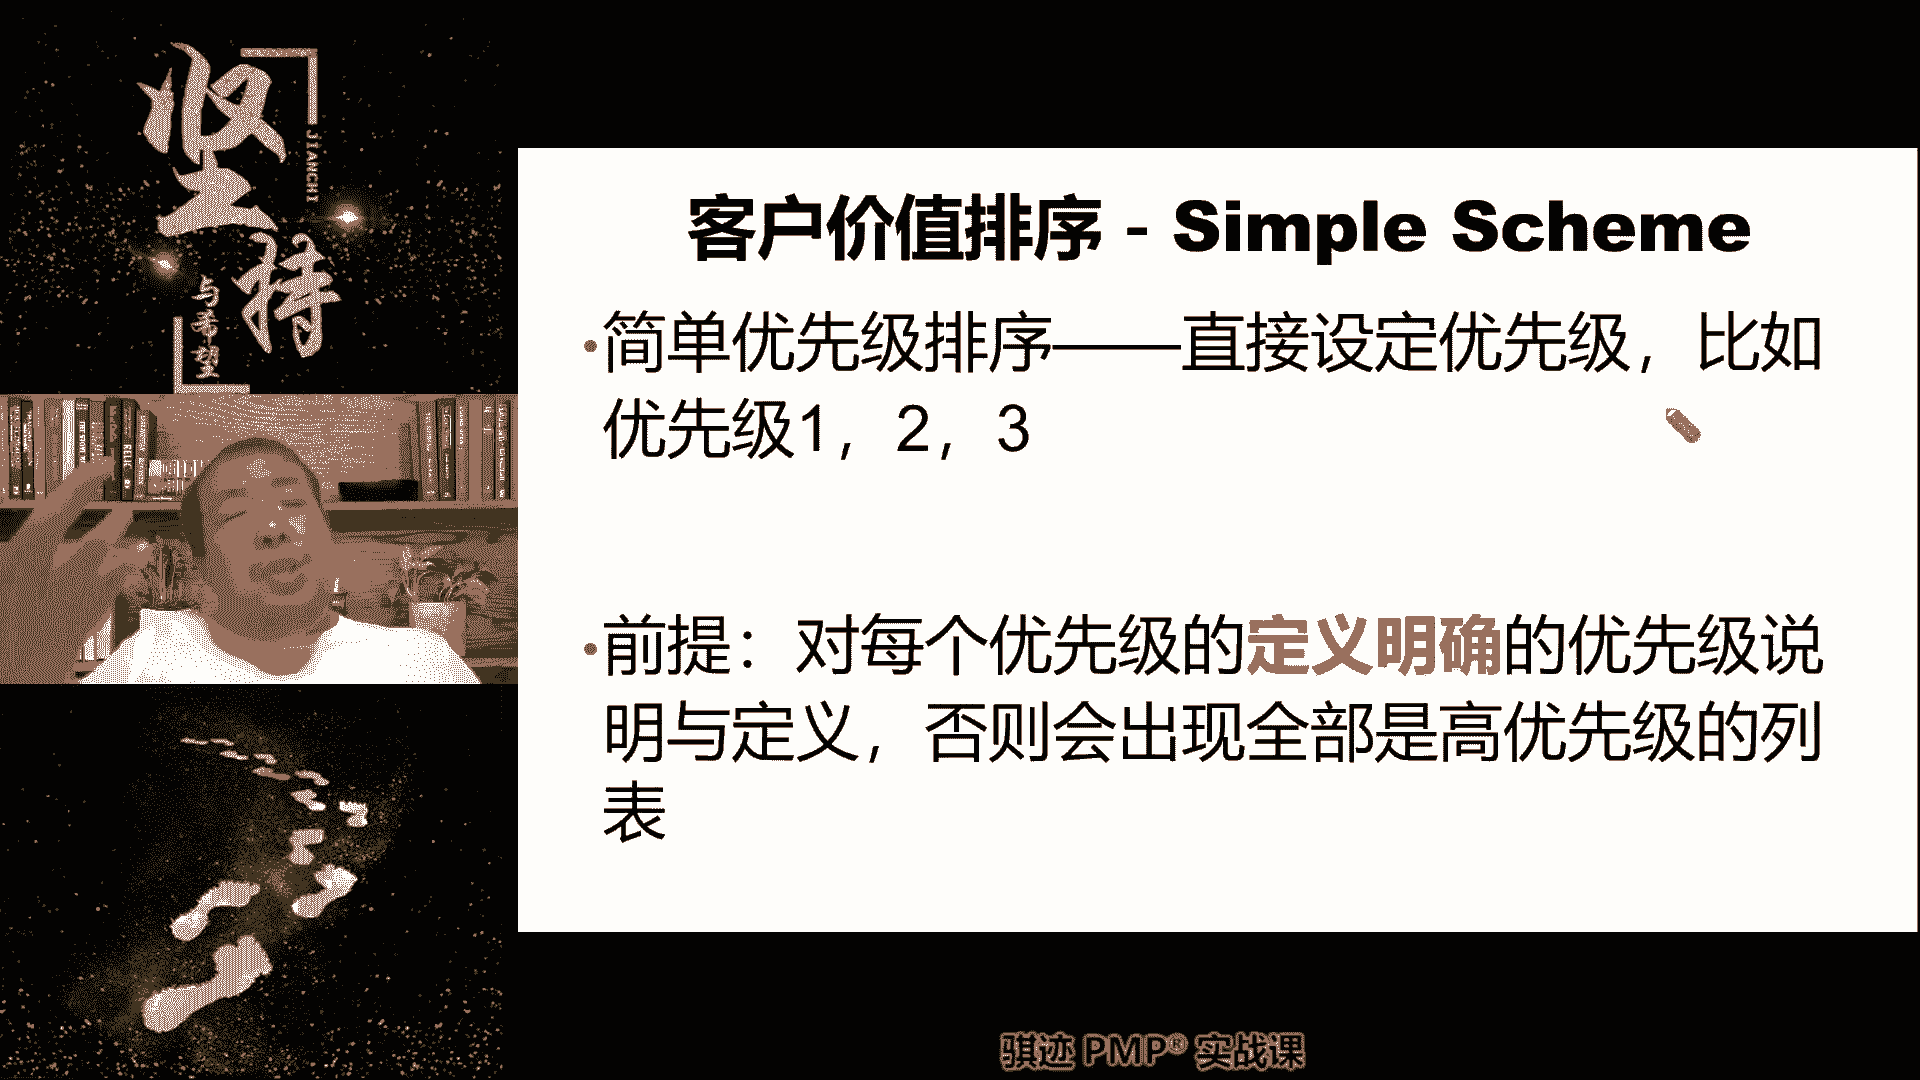 坚持
JIANCHI
与希望
客户价值排序 - Simple Scheme
•简单优先级排序——直接设定优先级，比如
优先级1，2，3
•前提：对每个优先级的定义明确的优先级说
明与定义，否则会出现全部是高优先级的列
表
骐迹 PMP® 实战课